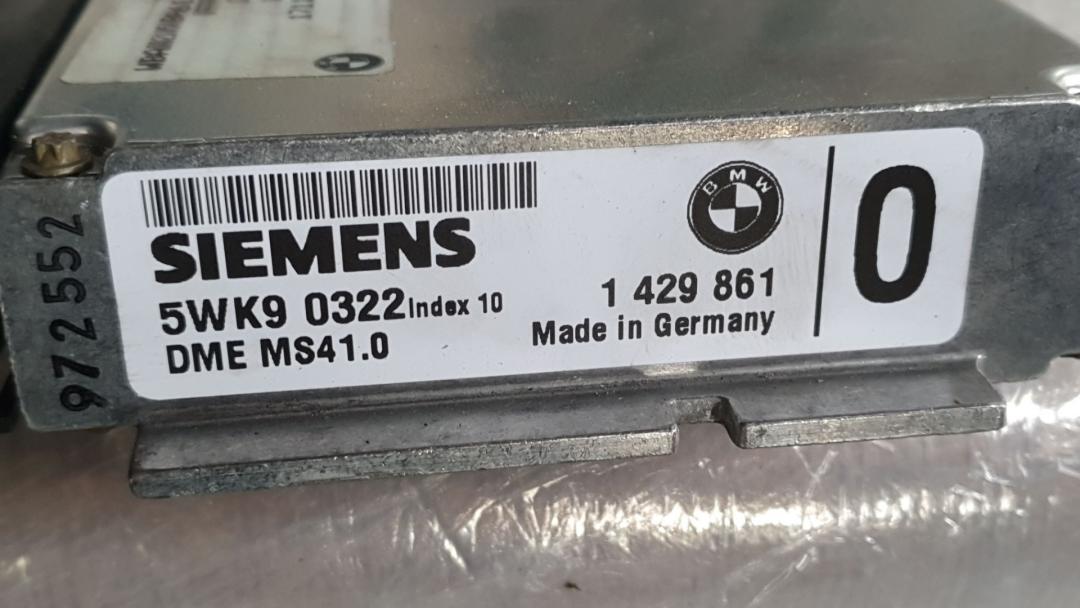 SIEMENS
5WK9 0322 Index 10
DME MS41.0
BMW
1 429 861
Made in Germany
0
972552